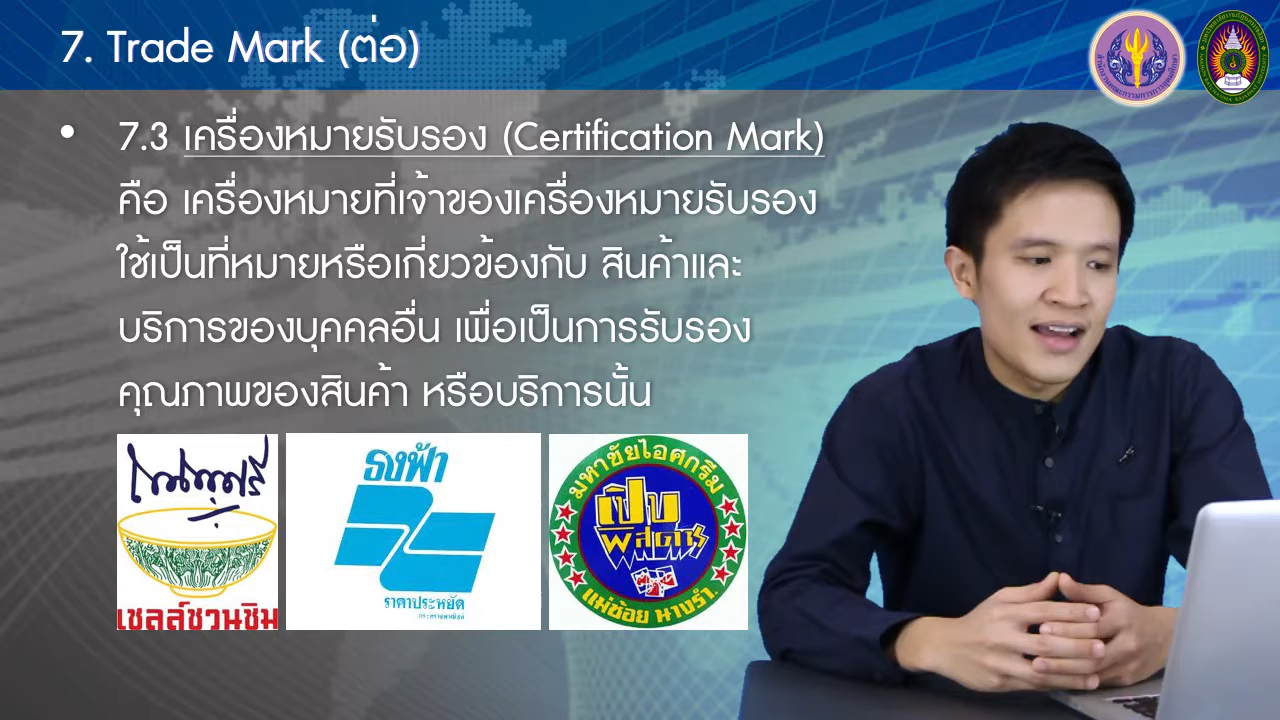 7. Trade Mark (ต่อ)
• 7.3 เครื่องหมายรับรอง (Certification Mark)
คือ เครื่องหมายที่เจ้าของเครื่องหมายรับรอง
ใช้เป็นที่หมายหรือเกี่ยวข้องกับ สินค้าและ
บริการของบุคคลอื่น เพื่อเป็นการรับรอง
คุณภาพของสินค้า หรือบริการนั้น
เชลล์ชวนชิม
ธงฟ้า
ราคาประหยัด
มหาชัยไอศกรีม
เปิบ
พิสดาร
แม่ช้อย นางรำ.